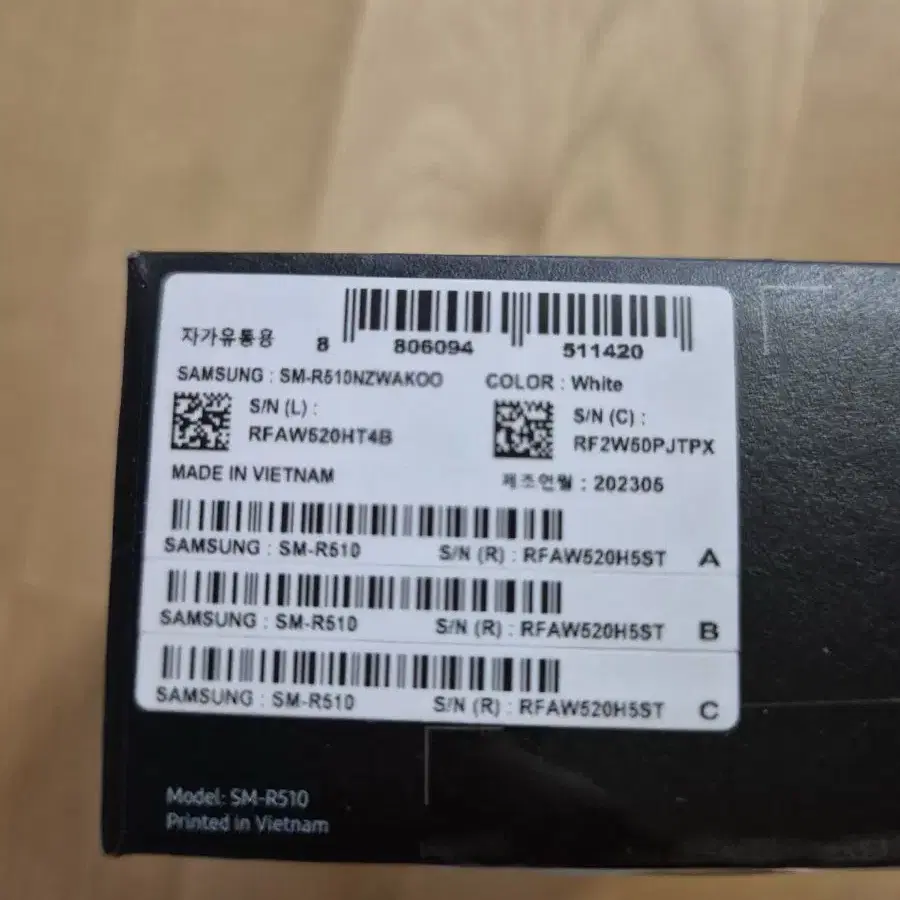 자가유통용
8 806094 511420
SAMSUNG : SM-R510NZWAKOO COLOR : White
S/N (L) : S/N (C) :
RFAW520HT4B RF2W50PJTPX
MADE IN VIETNAM 제조연월 : 202305
SAMSUNG : SM-R510 S/N (R) : RFAW520H5ST A
SAMSUNG : SM-R510 S/N (R) : RFAW520H5ST B
SAMSUNG : SM-R510 S/N (R) : RFAW520H5ST C
Model: SM-R510
Printed in Vietnam